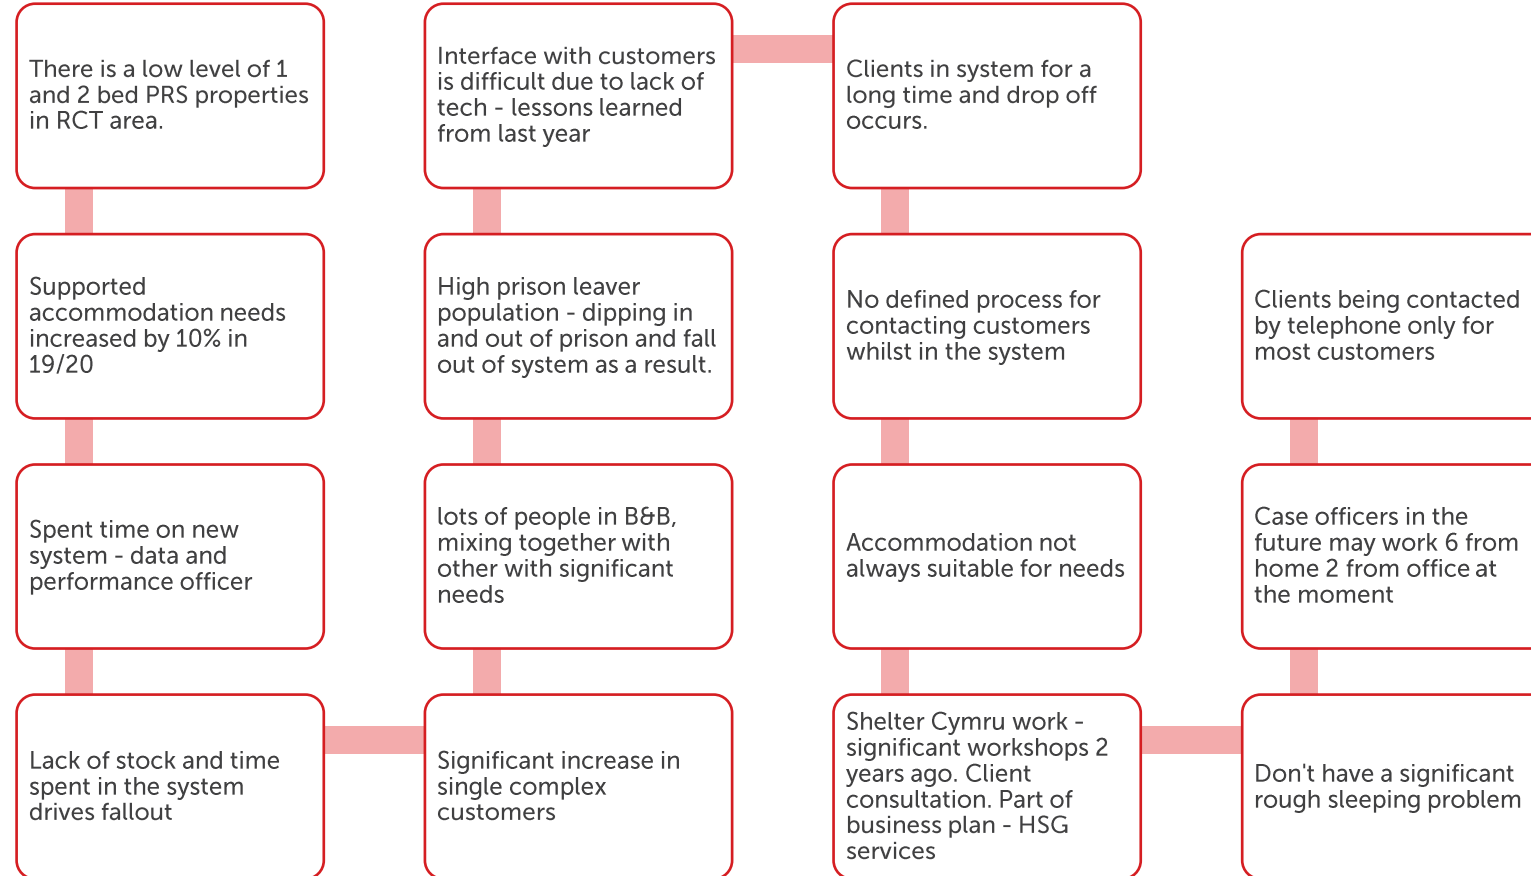 There is a low level of 1
and 2 bed PRS properties
in RCT area.
Supported
accommodation needs
increased by 10% in
19/20
Spent time on new
system - data and
performance officer
Lack of stock and time
spent in the system
drives fallout
Significant increase in
single complex
customers
lots of people in B&B,
mixing together with
other with significant
needs
High prison leaver
population - dipping in
and out of prison and fall
out of system as a result.
Interface with customers
is difficult due to lack of
tech - lessons learned
from last year
Clients in system for a
long time and drop off
occurs.
No defined process for
contacting customers
whilst in the system
Accommodation not
always suitable for needs
Shelter Cymru work -
significant workshops 2
years ago. Client
consultation. Part of
business plan - HSG
services
Don't have a significant
rough sleeping problem
Case officers in the
future may work 6 from
home 2 from office at
the moment
Clients being contacted
by telephone only for
most customers